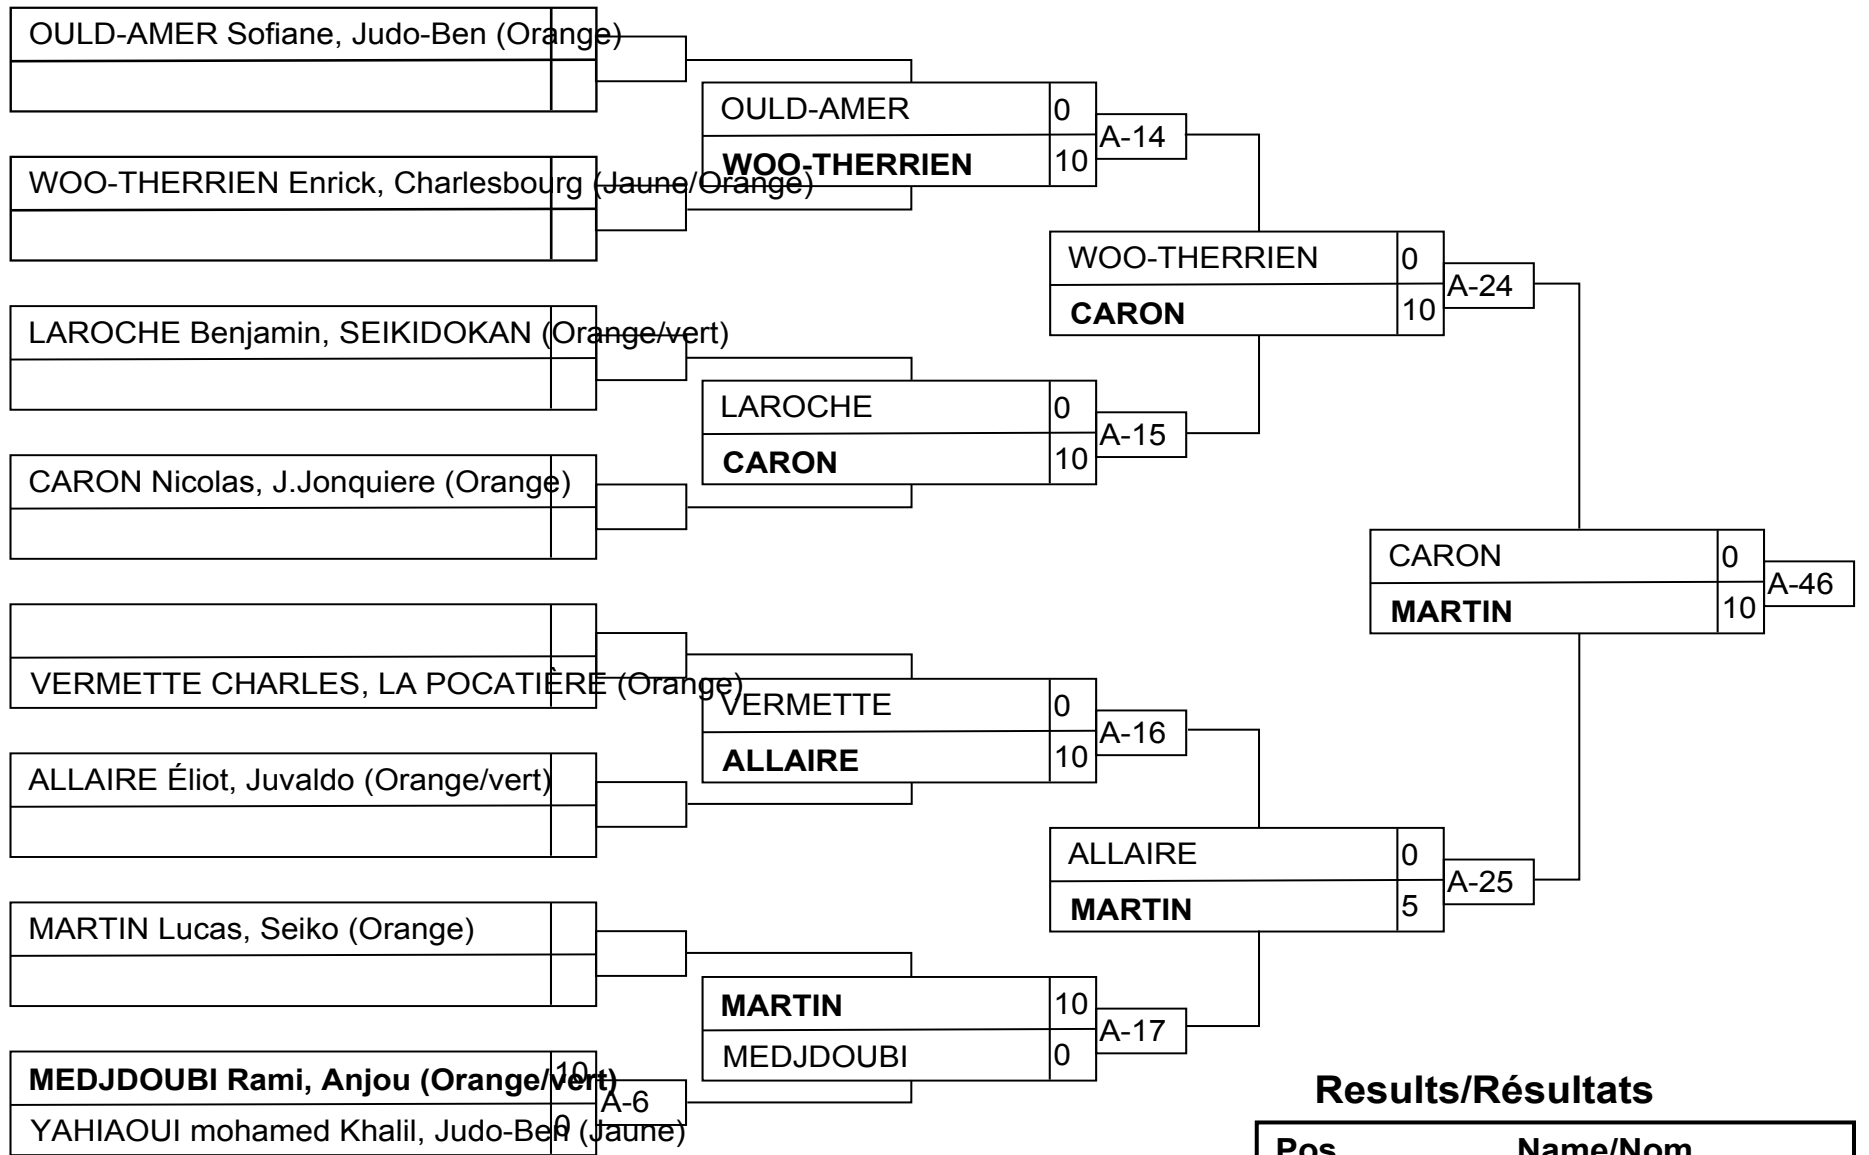 OULD-AMER Sofiane, Judo-Ben (Orange)
WOO-THERRIEN Enrick, Charlesbourg (Jaune/Orange)
LAROCHE Benjamin, SEIKIDOKAN (Orange/vert)
CARON Nicolas, J.Jonquiere (Orange)
VERMETTE CHARLES, LA POCATIÈRE (Orange)
ALLAIRE Éliot, Juvaldo (Orange/vert)
MARTIN Lucas, Seiko (Orange)
MEDJDOUBI Rami, Anjou (Orange/vert) 10
YAHIAOUI mohamed Khalil, Judo-Ben (Jaune) 0
A-6
OULD-AMER 0
WOO-THERRIEN 10
A-14
LAROCHE 0
CARON 10
A-15
VERMETTE 0
ALLAIRE 10
A-16
MARTIN 10
MEDJDOUBI 0
A-17
WOO-THERRIEN 0
CARON 10
A-24
ALLAIRE 0
MARTIN 5
A-25
CARON 0
MARTIN 10
A-46
Results/Résultats
Pos Name/Nom